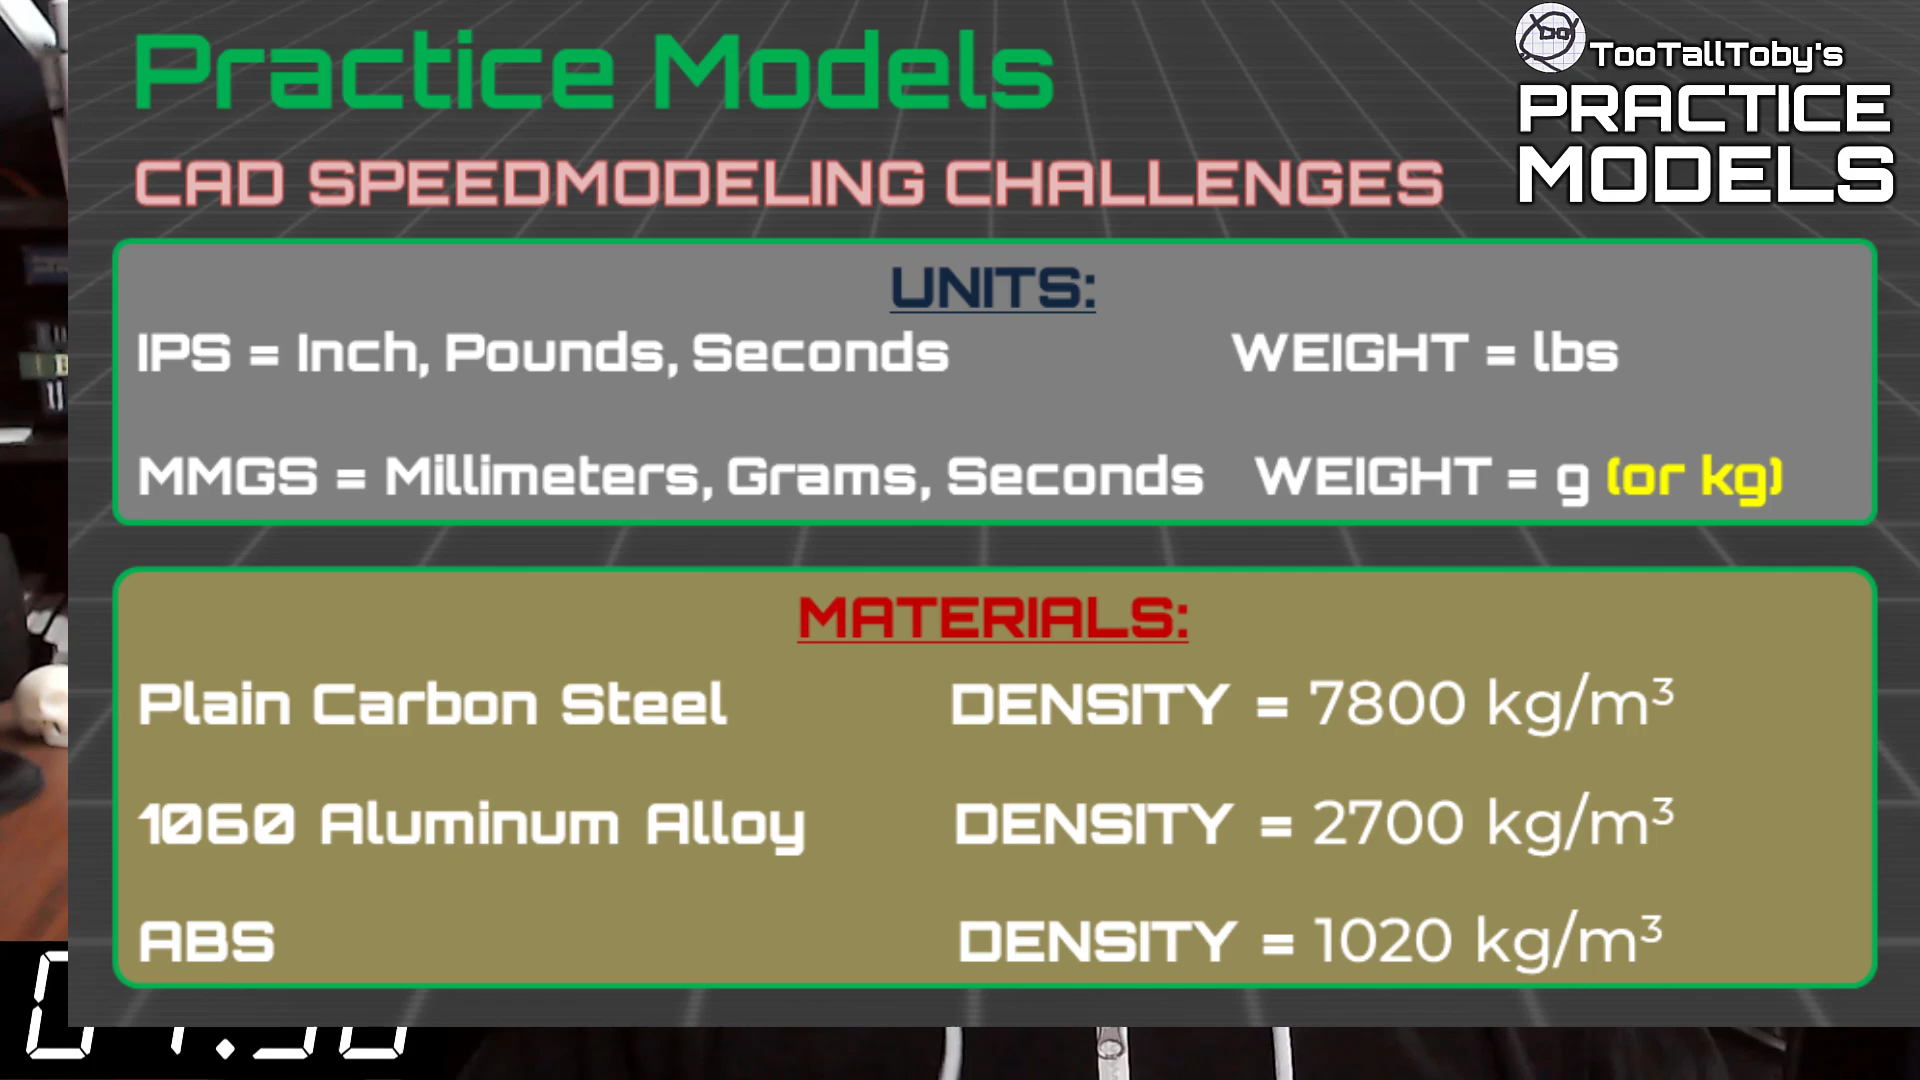 Practice Models
TooTallToby's
PRACTICE
MODELS
CAD SPEEDMODELING CHALLENGES
UNITS:
IPS = Inch, Pounds, Seconds WEIGHT = lbs
MMGS = Millimeters, Grams, Seconds WEIGHT = g (or kg)
MATERIALS:
Plain Carbon Steel DENSITY = 7800 kg/m³
1060 Aluminum Alloy DENSITY = 2700 kg/m³
ABS DENSITY = 1020 kg/m³